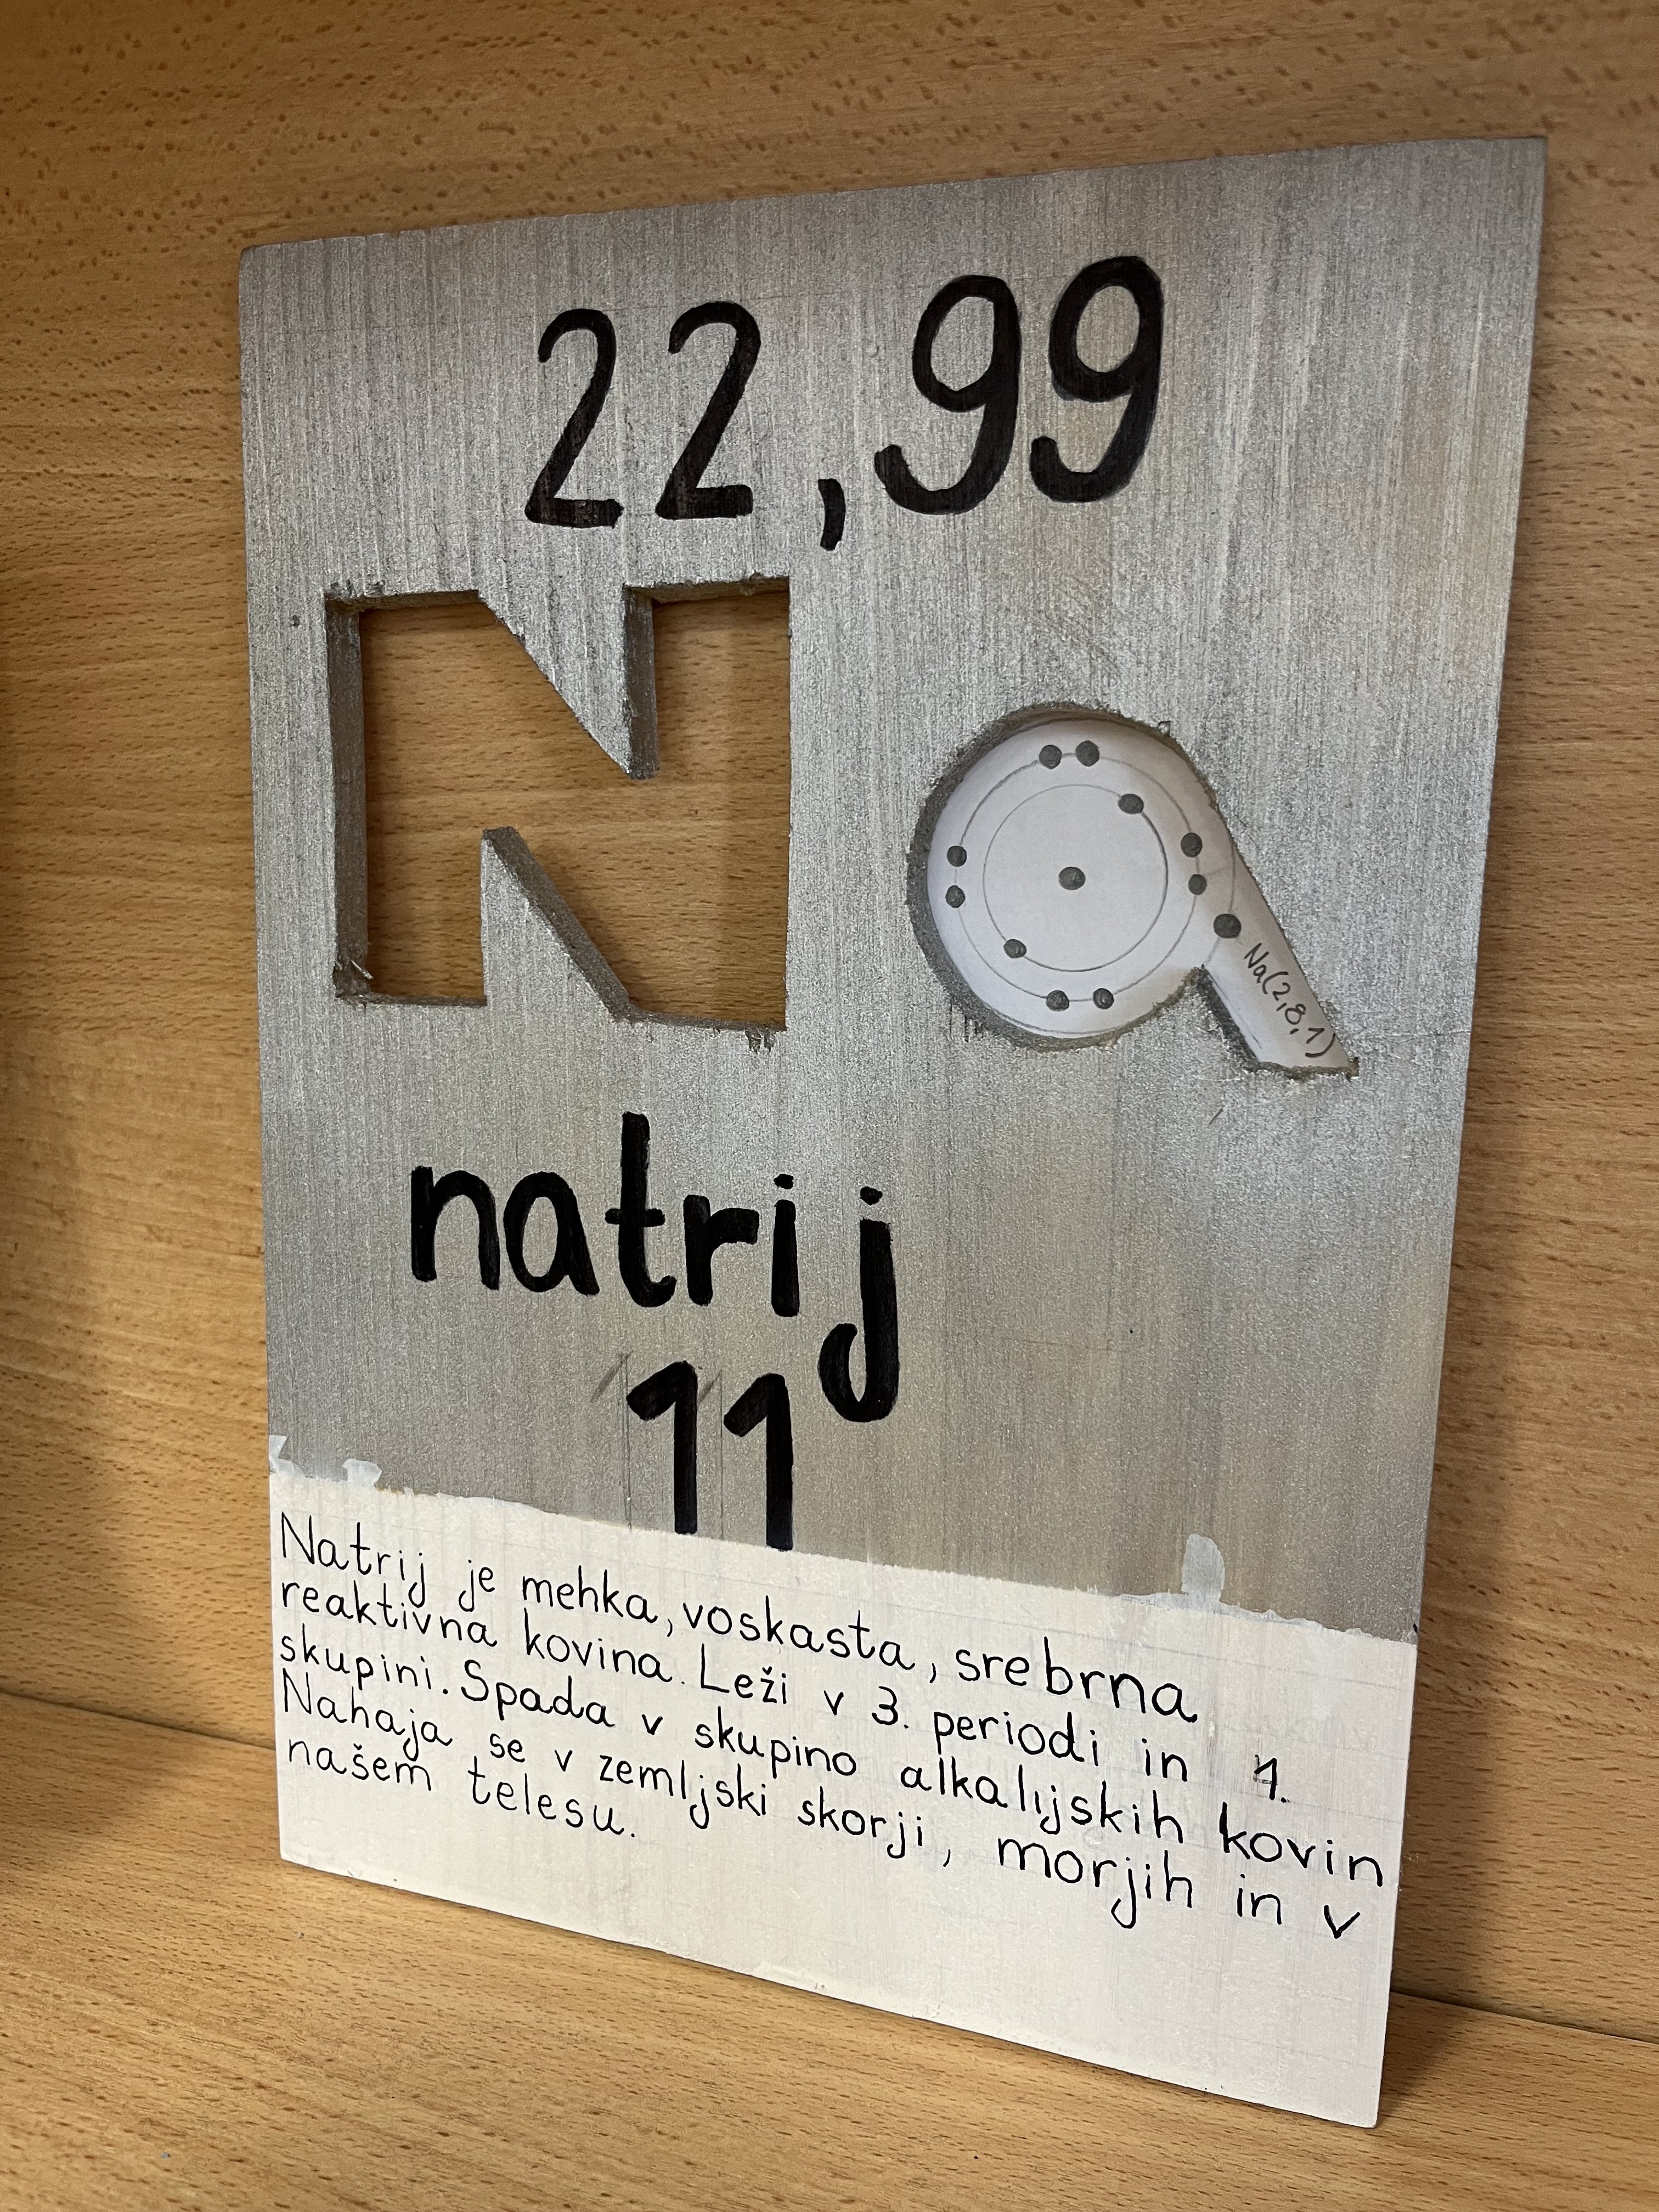 22,99
Na
Na(2,8,1)
natrij
11
Natrij je mehka, voskasta, srebrna
reaktivna kovina. Leži v 3. periodi in 1.
skupini. Spada v skupino alkalijskih kovin
Nahaja se v zemljski skorji, morjih in v
našem telesu.